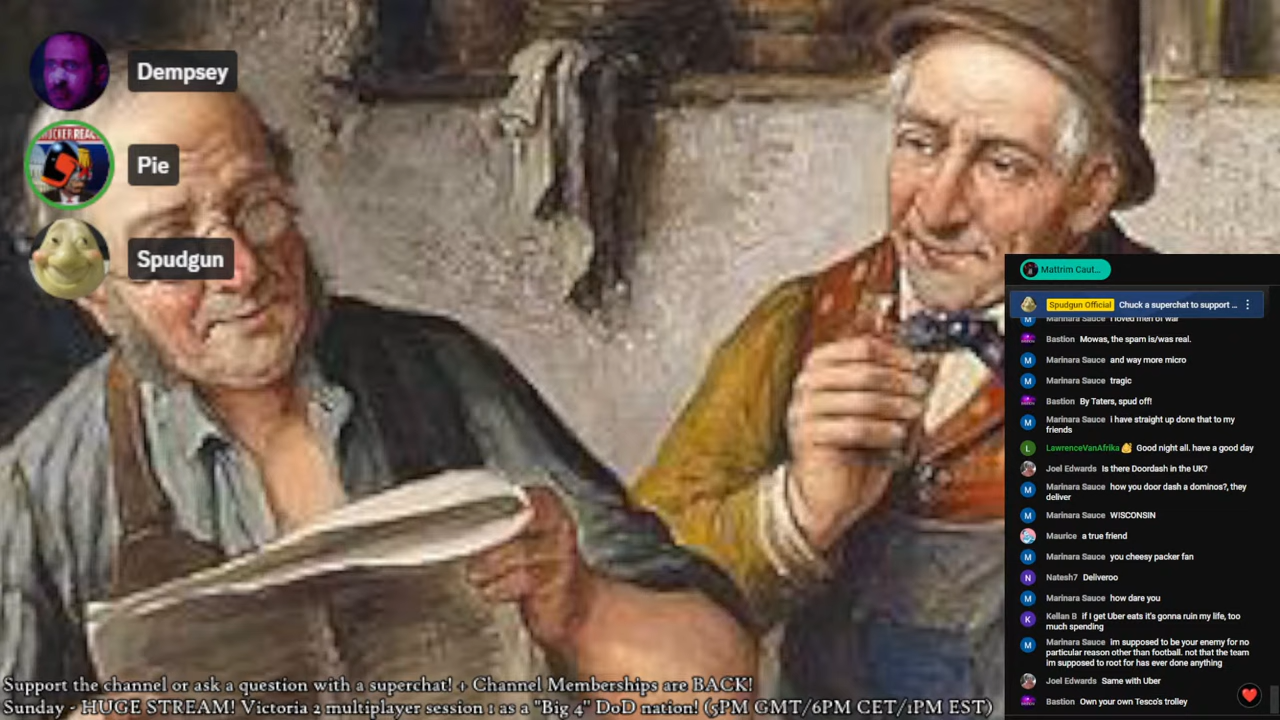 Dempsey
Pie
Spudgun
Mattrim Caut...
Spudgun Official Chuck a superchat to support ...
Marinara Sauce i loved men of war
Bastion Mowas, the spam is/was real.
Marinara Sauce and way more micro
Marinara Sauce tragic
Bastion By Taters, spud off!
Marinara Sauce i have straight up done that to my
friends
LawrenceVanAfrika Good night all. have a good day
Joel Edwards Is there Doordash in the UK?
Marinara Sauce how you door dash a dominos?, they
deliver
Marinara Sauce WISCONSIN
Maurice a true friend
Marinara Sauce you cheesy packer fan
Natesh7 Deliveroo
Marinara Sauce how dare you
Kellan B if I get Uber eats it's gonna ruin my life, too
much spending
Marinara Sauce im supposed to be your enemy for no
particular reason other than football. not that the team
im supposed to root for has ever done anything
Joel Edwards Same with Uber
Bastion Own your own Tesco's trolley
Support the channel or ask a question with a superchat! + Channel Memberships are BACK!
Sunday - HUGE STREAM! Victoria 2 multiplayer session 1 as a "Big 4" DoD nation! (5PM GMT/6PM CET/1PM EST)